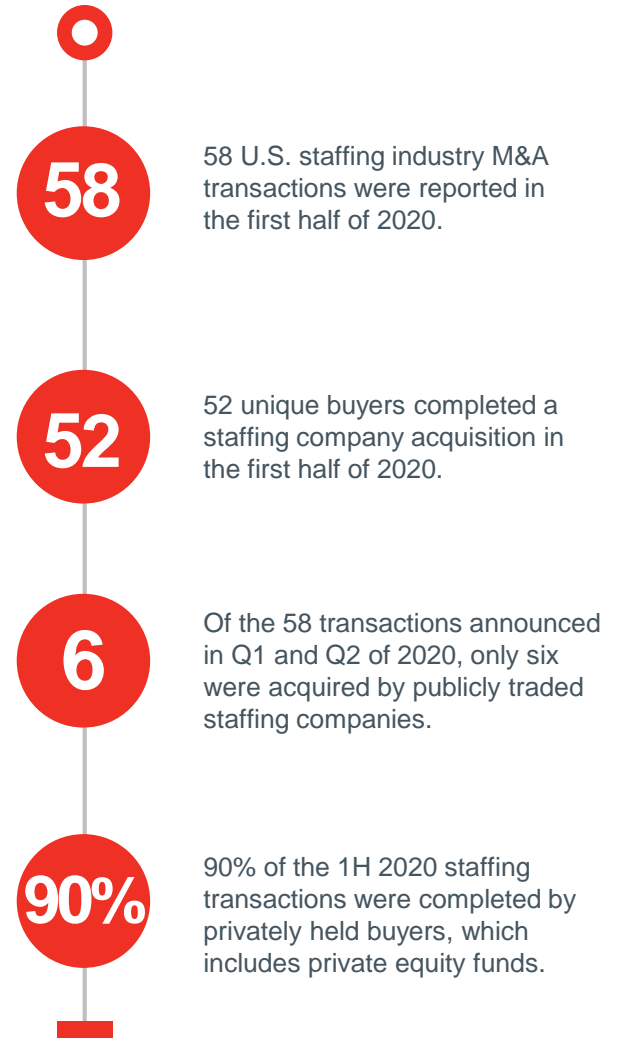 58
58 U.S. staffing industry M&A
transactions were reported in
the first half of 2020.
52
52 unique buyers completed a
staffing company acquisition in
the first half of 2020.
6
Of the 58 transactions announced
in Q1 and Q2 of 2020, only six
were acquired by publicly traded
staffing companies.
90%
90% of the 1H 2020 staffing
transactions were completed by
privately held buyers, which
includes private equity funds.